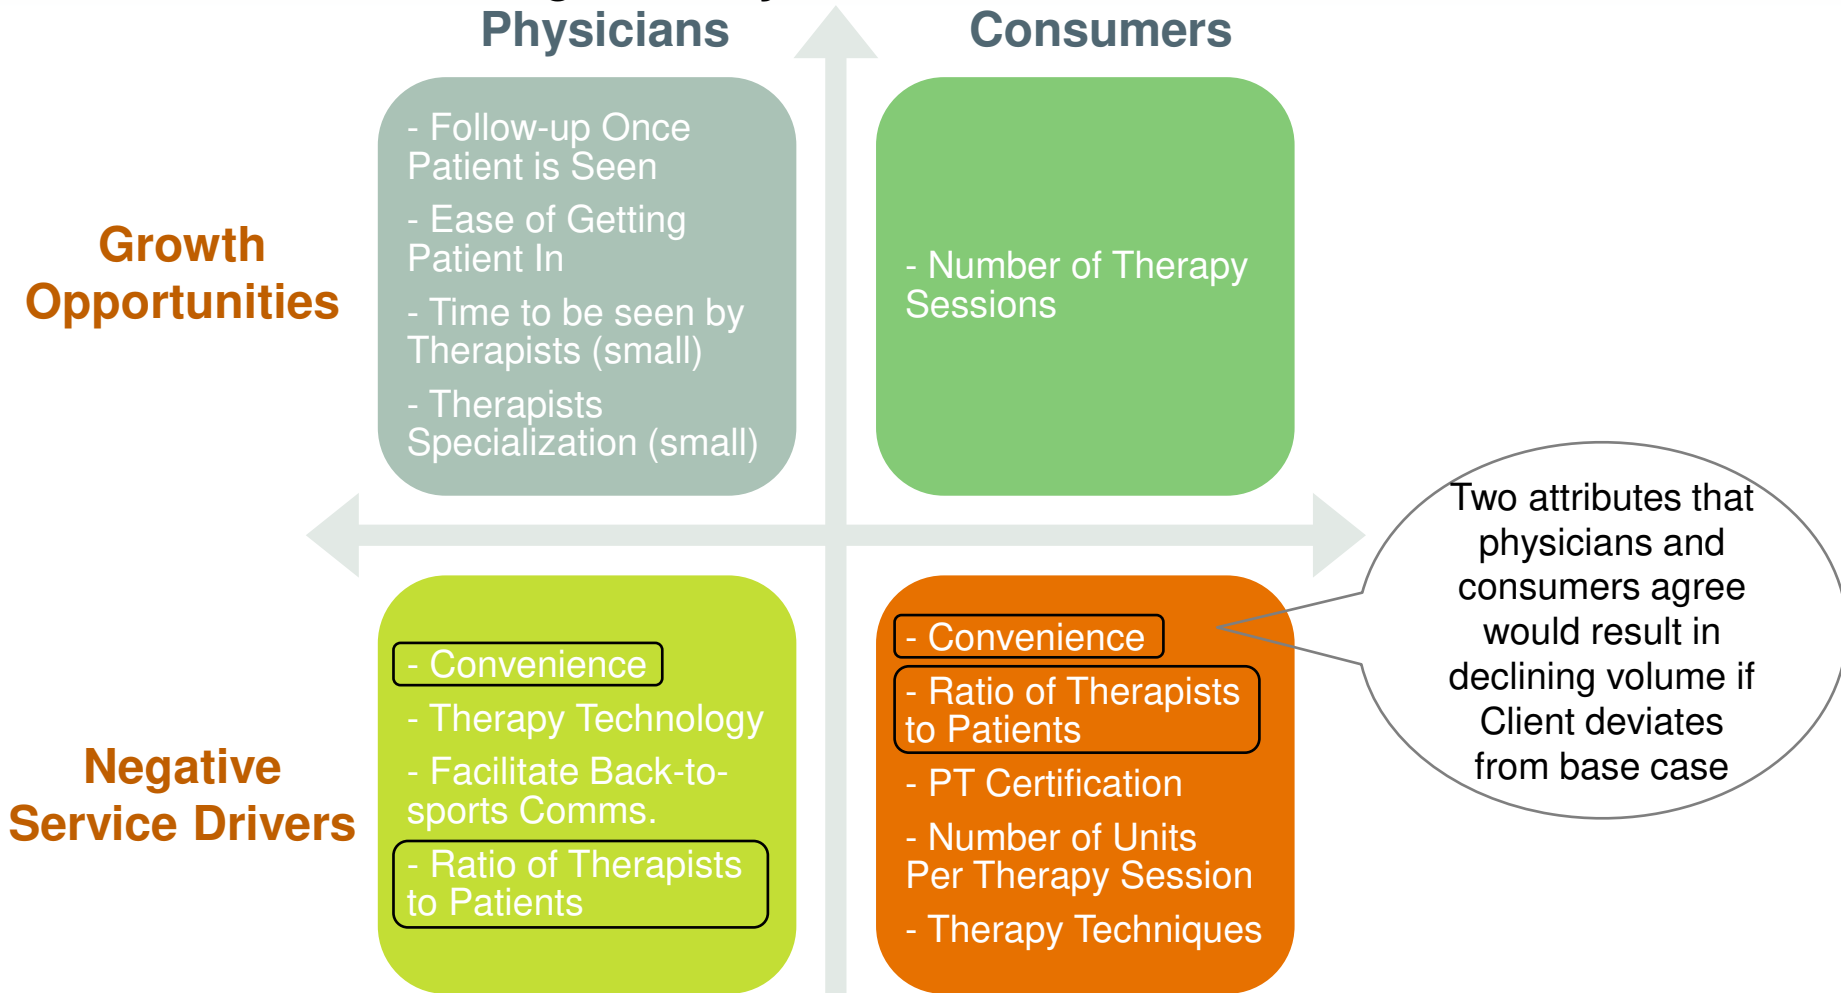 Physicians
Consumers
Growth
Opportunities
- Follow-up Once
Patient is Seen
- Ease of Getting
Patient In
- Time to be seen by
Therapists (small)
- Therapists
Specialization (small)
- Number of Therapy
Sessions
Negative
Service Drivers
- Convenience
- Therapy Technology
- Facilitate Back-to-
sports Comms.
- Ratio of Therapists
to Patients
- Convenience
- Ratio of Therapists
to Patients
- PT Certification
- Number of Units
Per Therapy Session
- Therapy Techniques
Two attributes that
physicians and
consumers agree
would result in
declining volume if
Client deviates
from base case